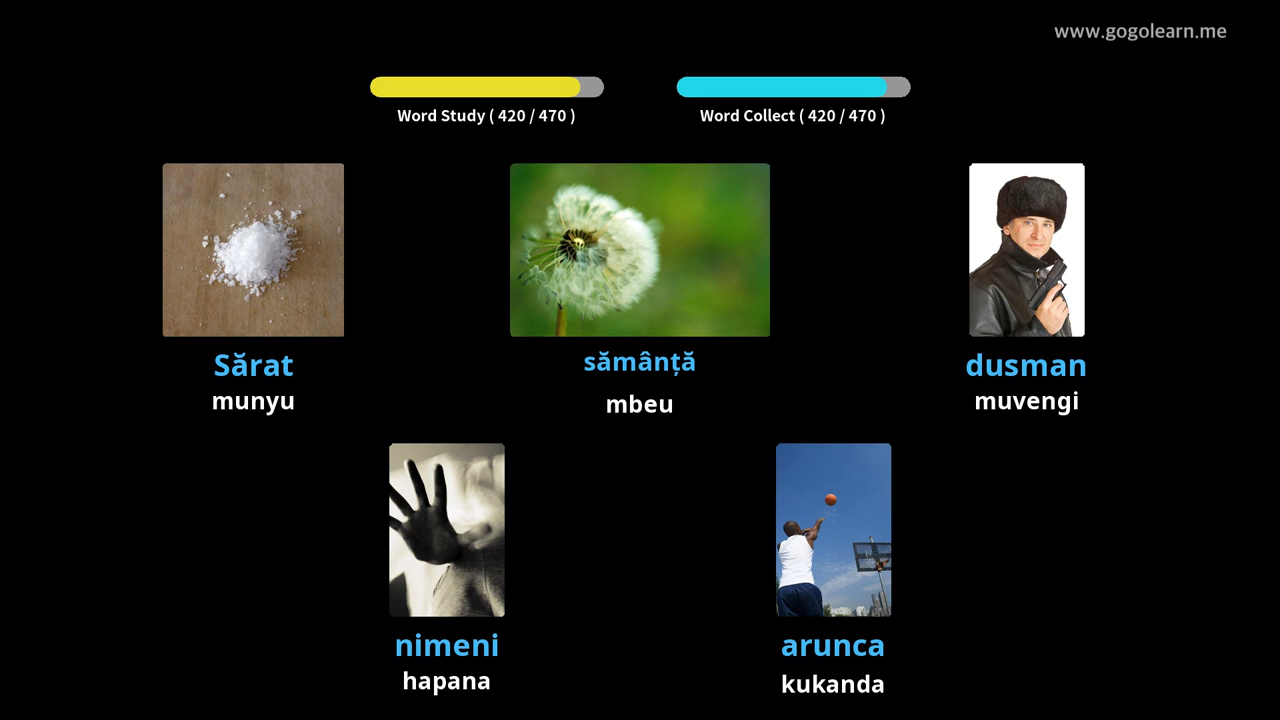 www.gogolearn.me
Word Study ( 420 / 470 )
Word Collect ( 420 / 470 )
Sărat
munyu
sămânță
mbeu
dusman
muvengi
nimeni
hapana
arunca
kukanda